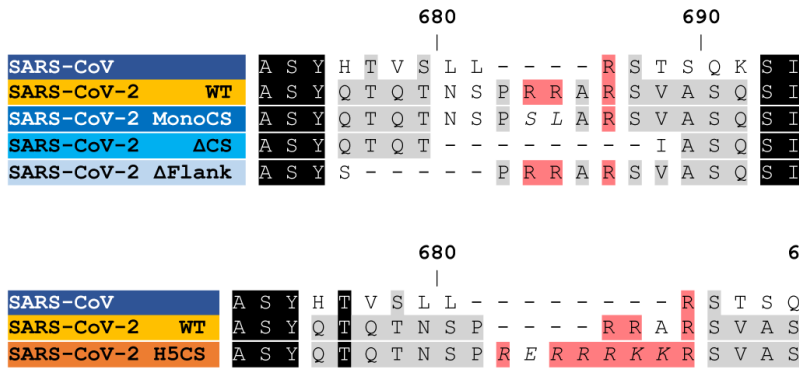 680 690
SARS-CoV A S Y H T V S L L - - - - R S T S Q K S I
SARS-CoV-2 WT A S Y Q T Q T N S P R R A R S V A S Q S I
SARS-CoV-2 MonoCS A S Y Q T Q T N S P S L A R S V A S Q S I
SARS-CoV-2 ΔCS A S Y Q T Q T - - - - - - - - I A S Q S I
SARS-CoV-2 ΔFlank A S Y S - - - - - P R R A R S V A S Q S I
680 6
SARS-CoV A S Y H T V S L L - - - - - - - - R S T S Q
SARS-CoV-2 WT A S Y Q T Q T N S P - - - - R R A R S V A S
SARS-CoV-2 H5CS A S Y Q T Q T N S P R E R R R K K R S V A S